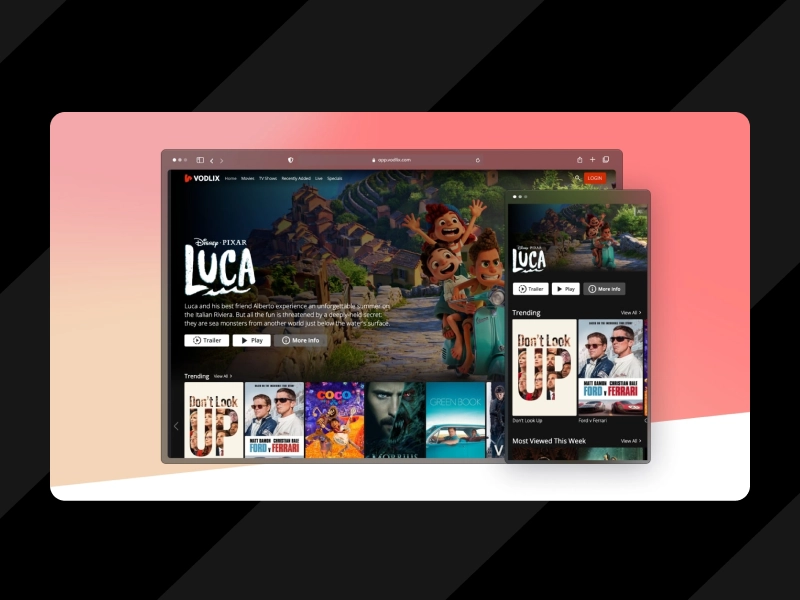 app.vodlix.com
VODLIX Home Movies TV Shows Recently Added Live Specials LOGIN
Disney · PIXAR
LUCA
Luca and his best friend Alberto experience an unforgettable summer on
the Italian Riviera. But all the fun is threatened by a deeply-held secret:
they are sea monsters from another world just below the water's surface.
Trailer Play More Info
Trending View All
Don't Look
UP
MATT DAMON CHRISTIAN BALE
FORD v FERRARI
COCO
MORBIUS
GREEN BOOK
V
LUCA
Trailer Play More Info
Trending View All
Don't Look
UP
MATT DAMON CHRISTIAN BALE
FORD v FERRARI
Don't Look Up Ford v Ferrari
Most Viewed This Week View All